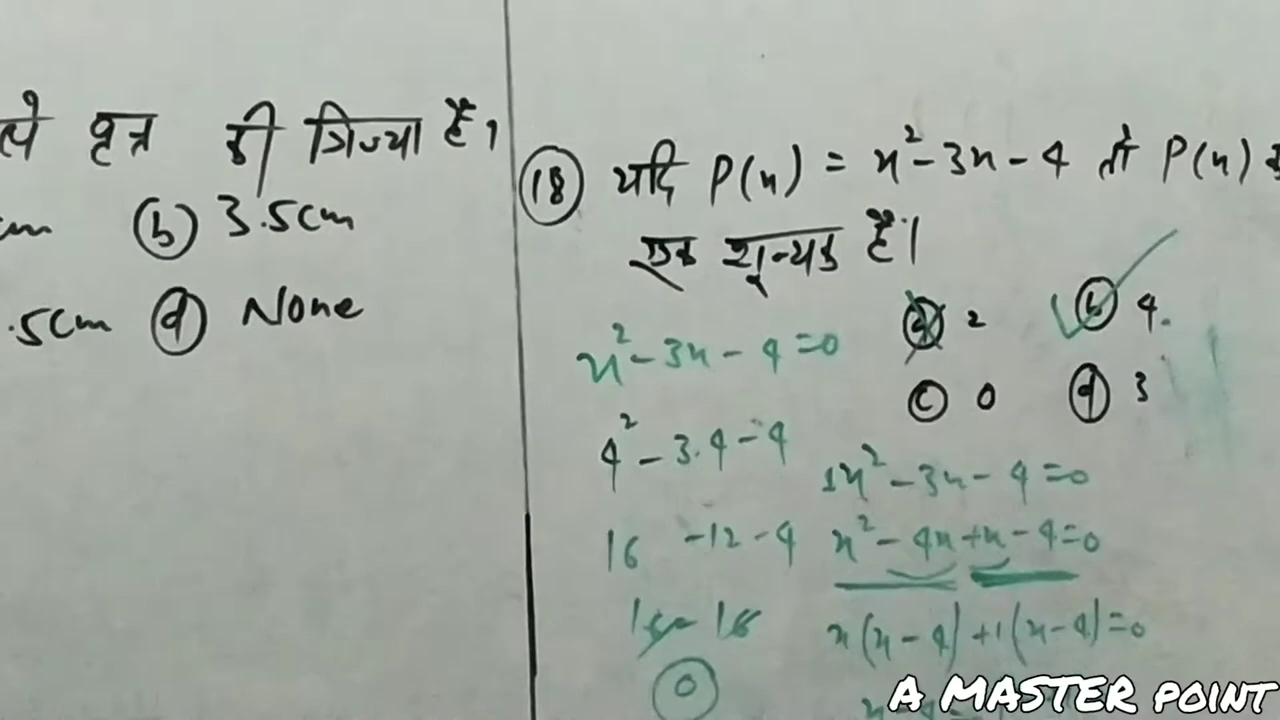 वृत्त की त्रिज्या है।
cm (b) 3.5cm
.5cm (d) None
(18) यदि P(x) = x² - 3x - 4 तो P(x)
एक शून्यक है।
(a) 2 (b) 4.
(c) 0 (d) 3
x² - 3x - 4 = 0
4² - 3.4 - 4
16 - 12 - 4
16 - 16
0
1x² - 3x - 4 = 0
x² - 4x + x - 4 = 0
x(x - 4) + 1(x - 4) = 0
A MASTER POINT